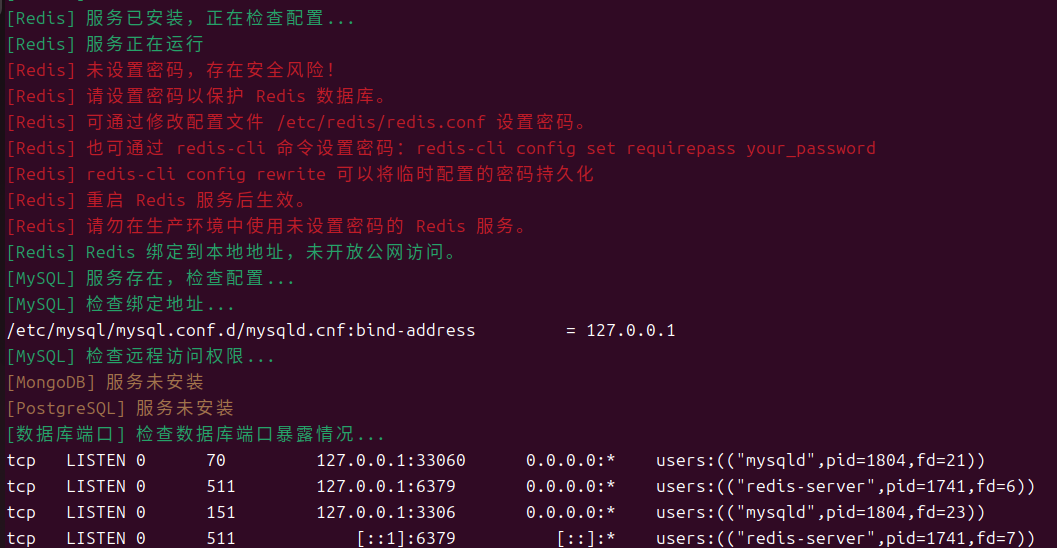 [Redis] 服务已安装，正在检查配置...
[Redis] 服务正在运行
[Redis] 未设置密码，存在安全风险！
[Redis] 请设置密码以保护 Redis 数据库。
[Redis] 可通过修改配置文件 /etc/redis/redis.conf 设置密码。
[Redis] 也可通过 redis-cli 命令设置密码：redis-cli config set requirepass your_password
[Redis] redis-cli config rewrite 可以将临时配置的密码持久化
[Redis] 重启 Redis 服务后生效。
[Redis] 请勿在生产环境中使用未设置密码的 Redis 服务。
[Redis] Redis 绑定到本地地址，未开放公网访问。
[MySQL] 服务存在，检查配置...
[MySQL] 检查绑定地址...
/etc/mysql/mysql.conf.d/mysqld.cnf:bind-address         = 127.0.0.1
[MySQL] 检查远程访问权限...
[MongoDB] 服务未安装
[PostgreSQL] 服务未安装
[数据库端口] 检查数据库端口暴露情况...
tcp   LISTEN 0      70         127.0.0.1:33060      0.0.0.0:*    users:(("mysqld",pid=1804,fd=21))
tcp   LISTEN 0      511        127.0.0.1:6379       0.0.0.0:*    users:(("redis-server",pid=1741,fd=6))
tcp   LISTEN 0      151        127.0.0.1:3306       0.0.0.0:*    users:(("mysqld",pid=1804,fd=23))
tcp   LISTEN 0      511            [::1]:6379          [::]:*    users:(("redis-server",pid=1741,fd=7))